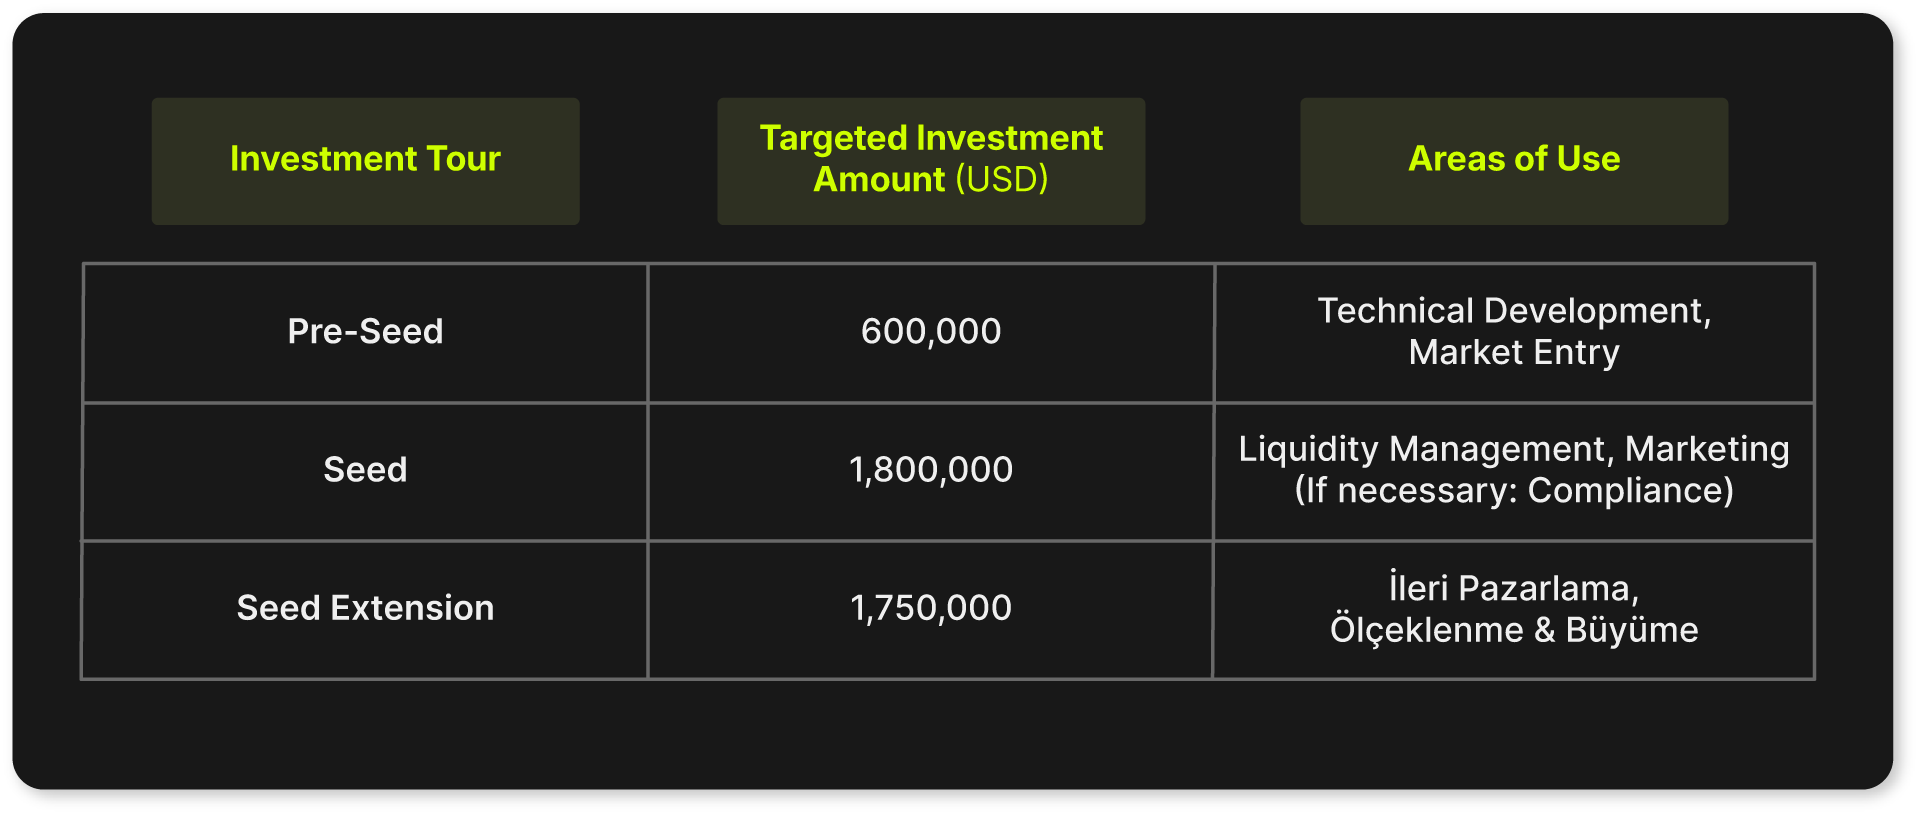 Investment Tour
Targeted Investment
Amount (USD)
Areas of Use
Pre-Seed
600,000
Technical Development,
Market Entry
Seed
1,800,000
Liquidity Management, Marketing
(If necessary: Compliance)
Seed Extension
1,750,000
İleri Pazarlama,
Ölçeklenme & Büyüme